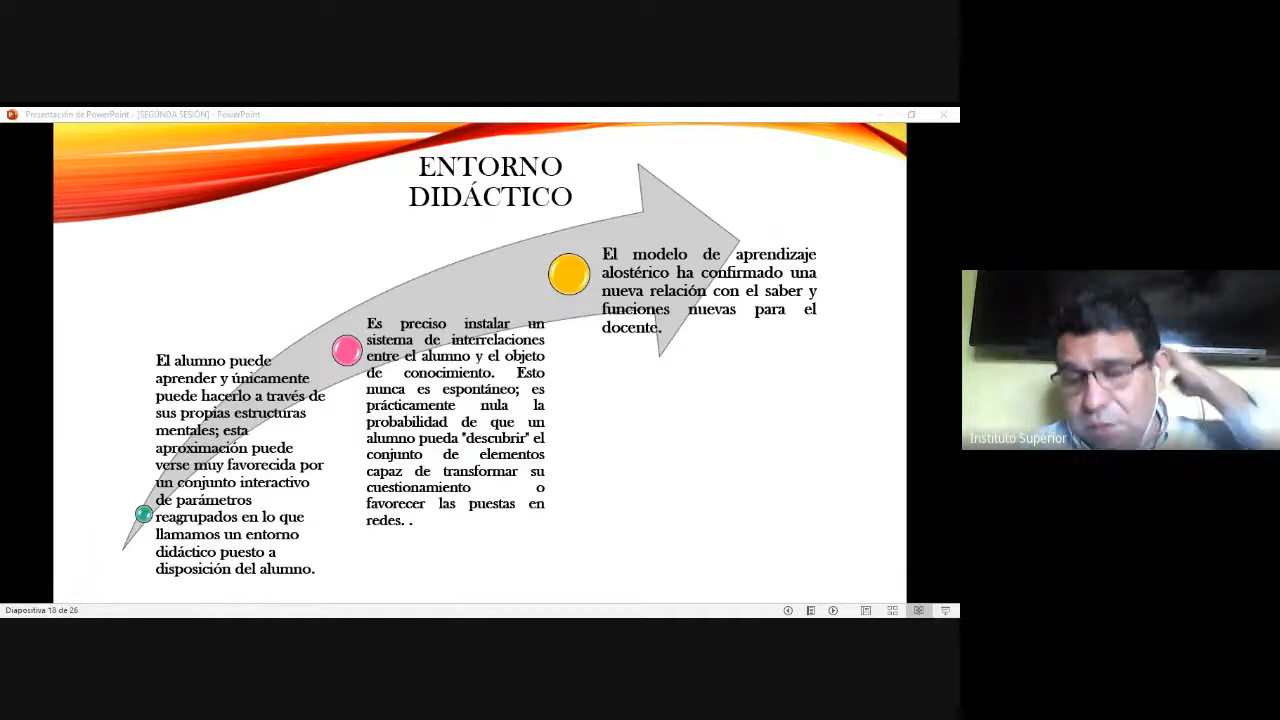 Presentación de PowerPoint - [SEGUNDA SESIÓN] - PowerPoint
ENTORNO
DIDÁCTICO
El alumno puede
aprender y únicamente
puede hacerlo a través de
sus propias estructuras
mentales; esta
aproximación puede
verse muy favorecida por
un conjunto interactivo
de parámetros
reagrupados en lo que
llamamos un entorno
didáctico puesto a
disposición del alumno.
Es preciso instalar un
sistema de interrelaciones
entre el alumno y el objeto
de conocimiento. Esto
nunca es espontáneo; es
prácticamente nula la
probabilidad de que un
alumno pueda "descubrir" el
conjunto de elementos
capaz de transformar su
cuestionamiento o
favorecer las puestas en
redes. .
El modelo de aprendizaje
alostérico ha confirmado una
nueva relación con el saber y
funciones nuevas para el
docente.
Instituto Superior
Diapositiva 18 de 26